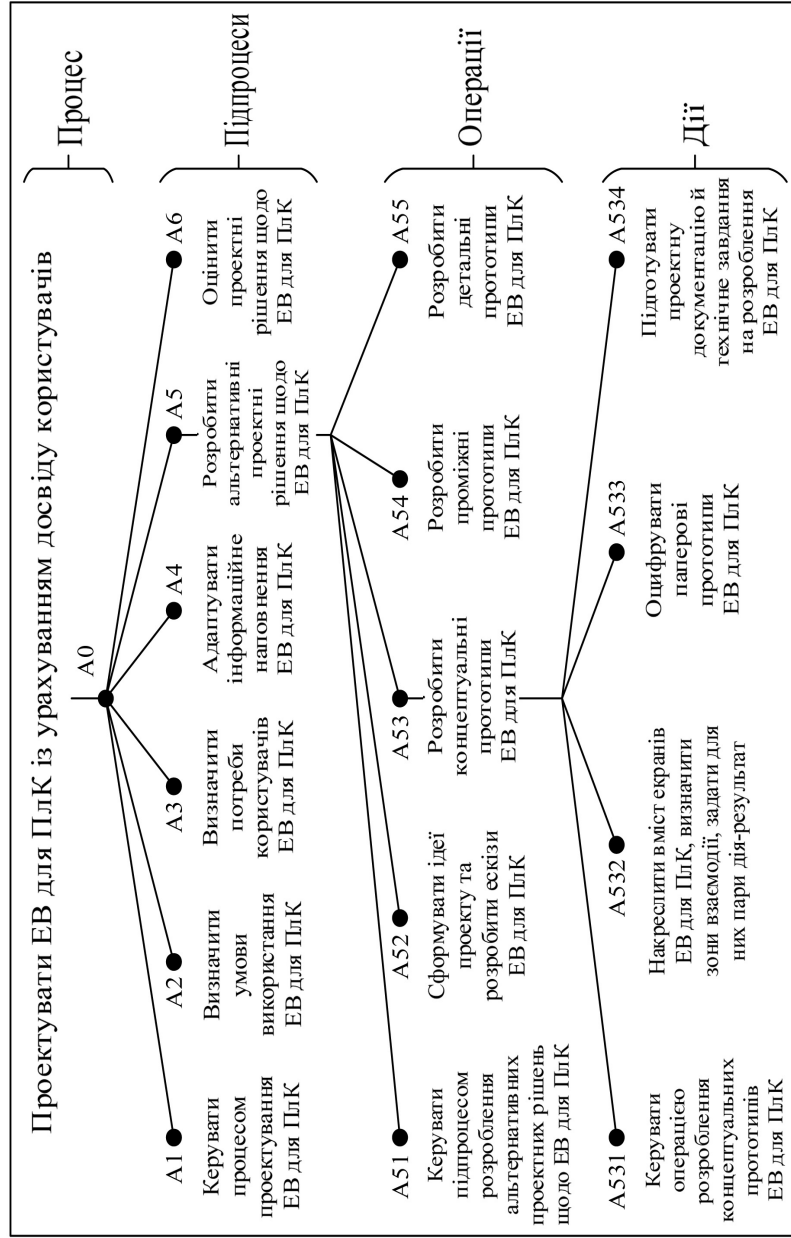 Проектувати ЕВ для ПлК із урахуванням досвіду користувачів
Процес
A0
Підпроцеси
A1
Керувати
процесом
проектування
ЕВ для ПлК
A2
Визначити
умови
використання
ЕВ для ПлК
A3
Визначити
потреби
користувачів
ЕВ для ПлК
A4
Адаптувати
інформаційне
наповнення
ЕВ для ПлК
A5
Розробити
альтернативні
проектні
рішення щодо
ЕВ для ПлК
A6
Оцінити
проектні
рішення щодо
ЕВ для ПлК
Операції
A51
Керувати
підпроцесом
розроблення
альтернативних
проектних рішень
щодо ЕВ для ПлК
A52
Сформувати ідеї
проекту та
розробити ескізи
ЕВ для ПлК
A53
Розробити
концептуальні
прототипи
ЕВ для ПлК
A54
Розробити
проміжні
прототипи
ЕВ для ПлК
A55
Розробити
детальні
прототипи
ЕВ для ПлК
Дії
A531
Керувати
операцією
розроблення
концептуальних
прототипів
ЕВ для ПлК
A532
Накреслити вміст екранів
ЕВ для ПлК, визначити
зони взаємодії, задати для
них пари дія-результат
A533
Оцифрувати
паперові
прототипи
ЕВ для ПлК
A534
Підготувати
проектну
документацію й
технічне завдання
на розроблення
ЕВ для ПлК